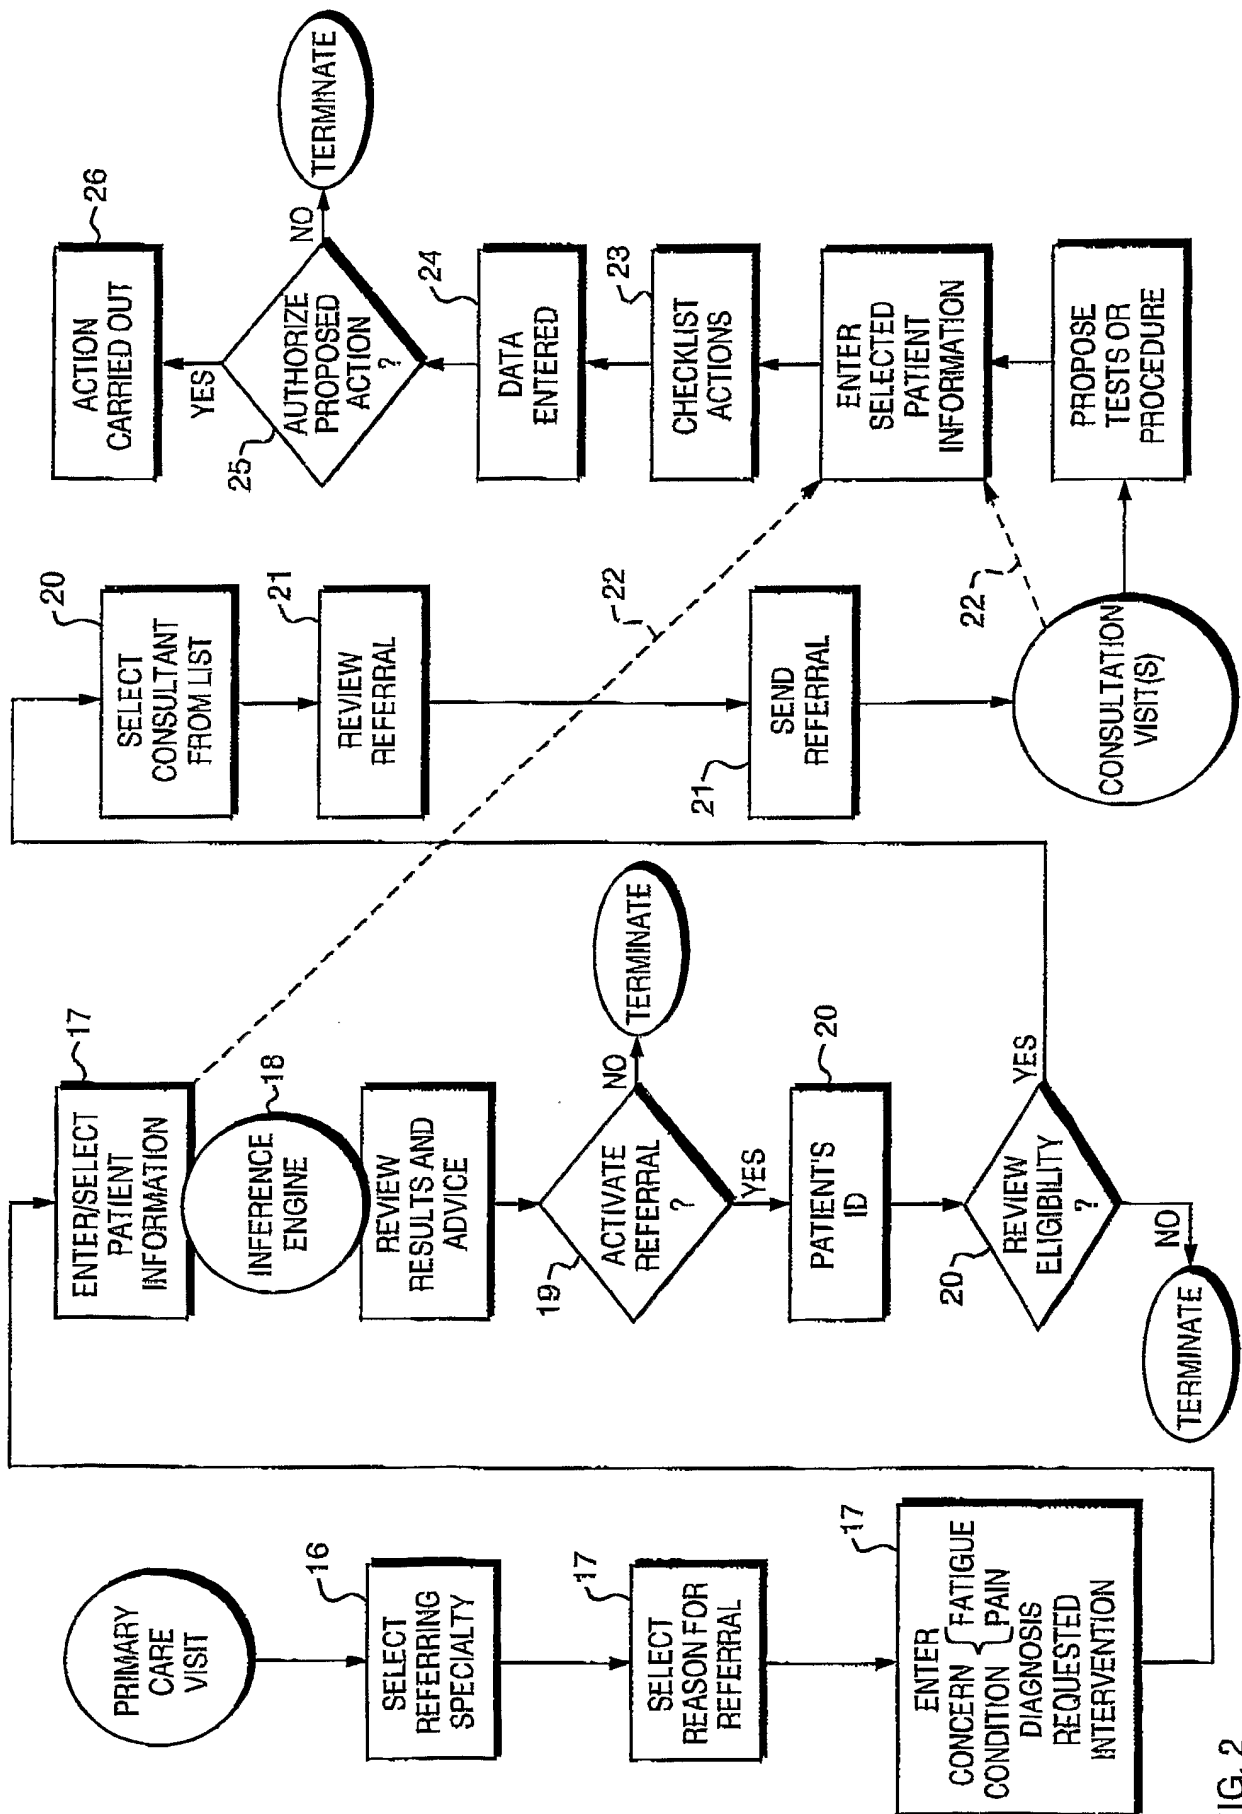 PRIMARY
CARE
VISIT
16
SELECT
REFERRING
SPECIALTY
17
SELECT
REASON FOR
REFERRAL
17
ENTER
CONCERN { FATIGUE
CONDITION { PAIN
DIAGNOSIS
REQUESTED
INTERVENTION
17
ENTER/SELECT
PATIENT
INFORMATION
18
INFERENCE
ENGINE
REVIEW
RESULTS AND
ADVICE
19
ACTIVATE
REFERRAL
?
NO
TERMINATE
YES
20
PATIENT'S
ID
20
REVIEW
ELIGIBILITY
?
YES
NO
TERMINATE
20
SELECT
CONSULTANT
FROM LIST
21
REVIEW
REFERRAL
22
21
SEND
REFERRAL
22
CONSULTATION
VISIT(S)
PROPOSE
TESTS OR
PROCEDURE
ENTER
SELECTED
PATIENT
INFORMATION
23
CHECKLIST
ACTIONS
24
DATA
ENTERED
25
AUTHORIZE
PROPOSED
ACTION
?
NO
TERMINATE
YES
26
ACTION
CARRIED OUT
IG. 2